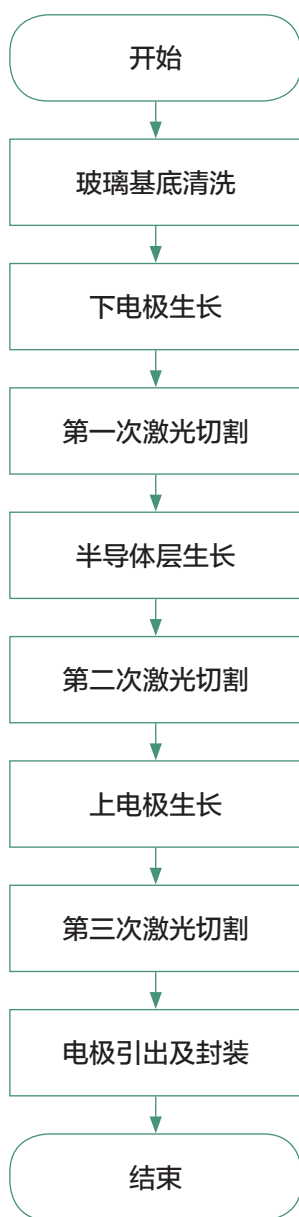 开始
玻璃基底清洗
下电极生长
第一次激光切割
半导体层生长
第二次激光切割
上电极生长
第三次激光切割
电极引出及封装
结束